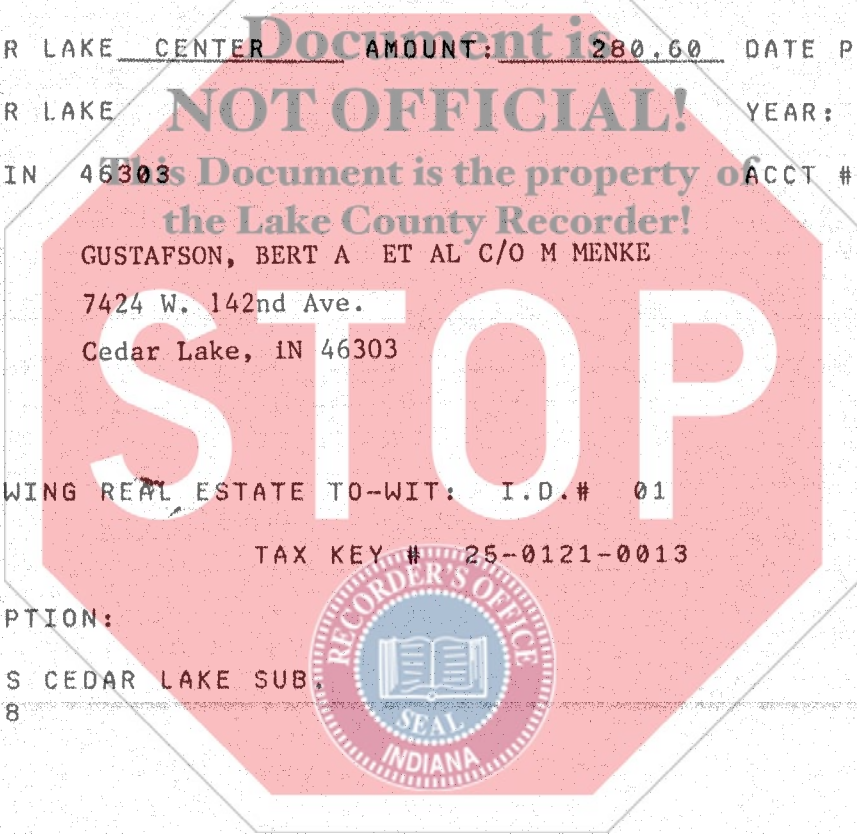 Document is
R LAKE CENTER AMOUNT: 280.60 DATE P
NOT OFFICIAL!
R LAKE YEAR:
This Document is the property of
IN 46303 ACCT #
the Lake County Recorder!
GUSTAFSON, BERT A ET AL C/O M MENKE
7424 W. 142nd Ave.
Cedar Lake, iN 46303
STOP
WING REAL ESTATE TO-WIT: I.D.# 01
TAX KEY # 25-0121-0013
RECORDER'S OFFICE
PTION:
S CEDAR LAKE SUB.
8
SEAL
INDIANA